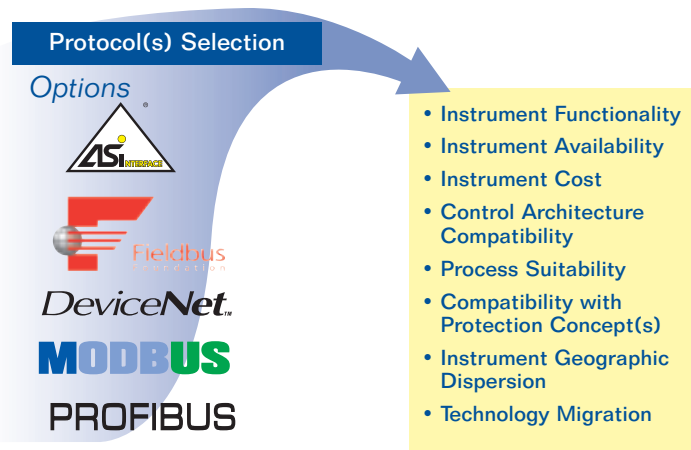 Protocol(s) Selection
Options
®
ASi INTERFACE
Fieldbus
Foundation
DeviceNet™
MODBUS
PROFIBUS
• Instrument Functionality
• Instrument Availability
• Instrument Cost
• Control Architecture
Compatibility
• Process Suitability
• Compatibility with
Protection Concept(s)
• Instrument Geographic
Dispersion
• Technology Migration